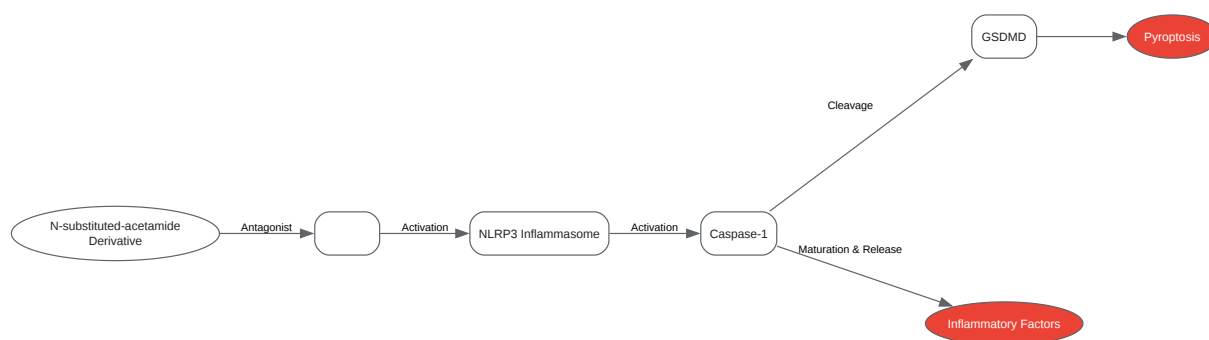 GSDMD
Pyroptosis
Cleavage
N-substituted-acetamide
Derivative
Antagonist
Activation
NLRP3 Inflammasome
Activation
Caspase-1
Maturation & Release
Inflammatory Factors